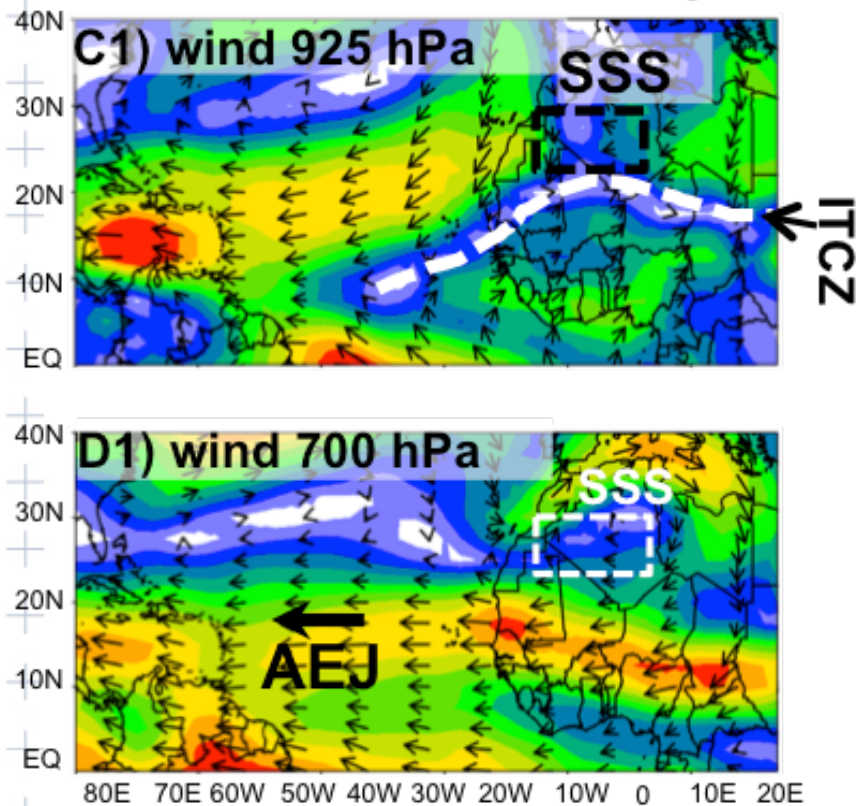 40N
C1) wind 925 hPa
SSS
30N
20N
10N
EQ
ITCZ
40N
D1) wind 700 hPa
SSS
30N
20N
AEJ
10N
EQ
80E 70E 60W 50W 40W 30W 20W 10W 0 10E 20E